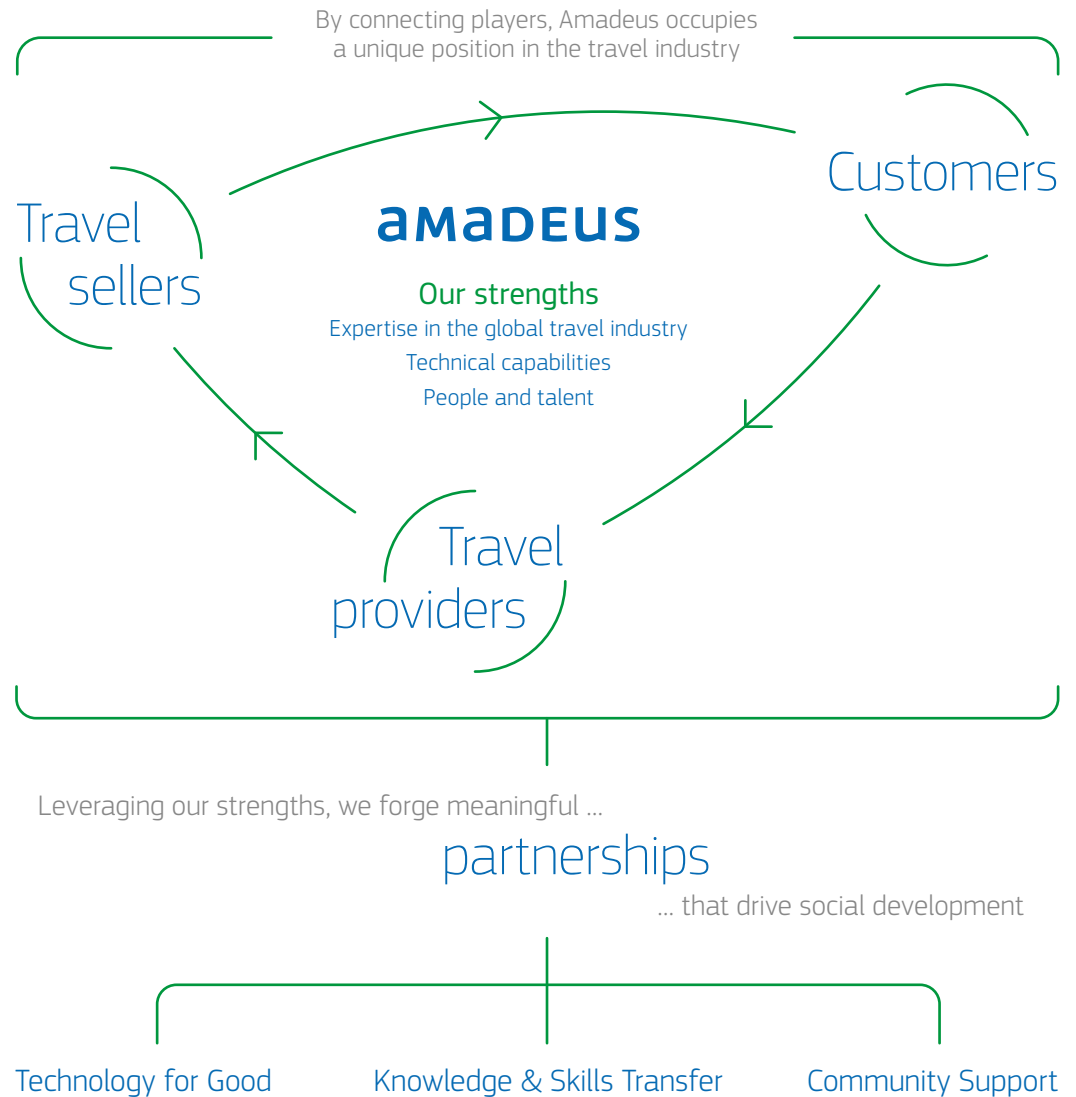 By connecting players, Amadeus occupies
a unique position in the travel industry
Customers
Travel
sellers
amadeus
Our strengths
Expertise in the global travel industry
Technical capabilities
People and talent
Travel
providers
Leveraging our strengths, we forge meaningful ...
partnerships
... that drive social development
Technology for Good
Knowledge & Skills Transfer
Community Support